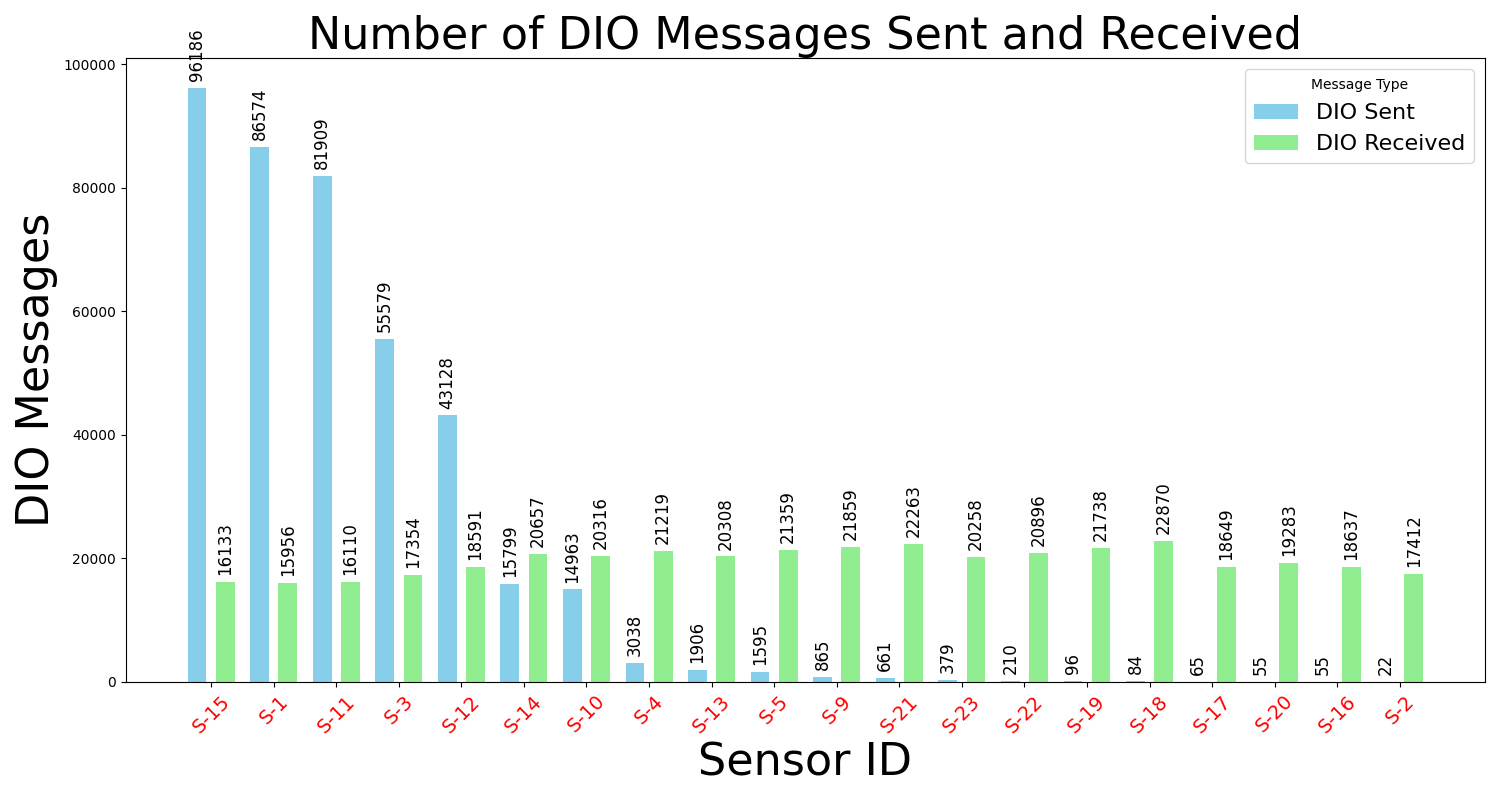 Number of DIO Messages Sent and Received
DIO Messages
100000
80000
60000
40000
20000
0
Message Type
DIO Sent
DIO Received
96186
16133
86574
15956
81909
16110
55579
17354
43128
18591
15799
20657
14963
20316
3038
21219
1906
20308
1595
21359
865
21859
661
22263
379
20258
210
20896
96
21738
84
22870
65
18649
55
19283
55
18637
22
17412
S-15
S-1
S-11
S-3
S-12
S-14
S-10
S-4
S-13
S-5
S-9
S-21
S-23
S-22
S-19
S-18
S-17
S-20
S-16
S-2
Sensor ID